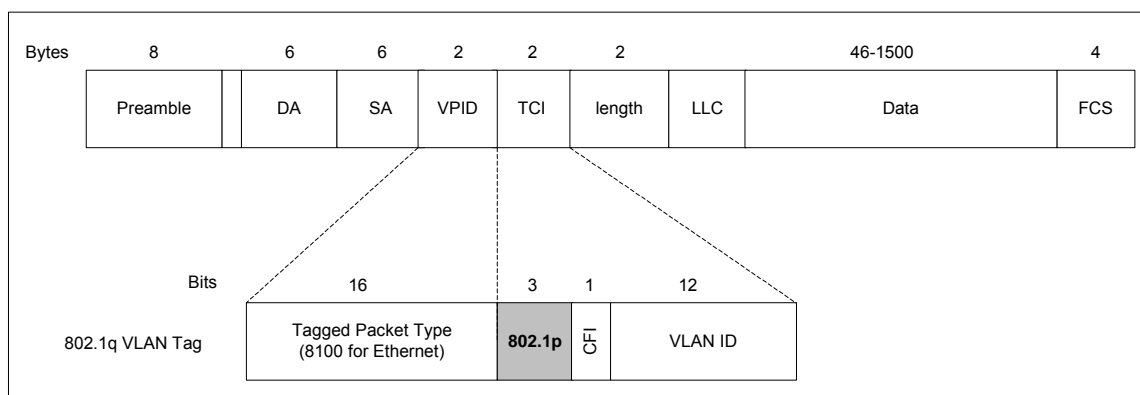 Bytes 8 6 6 2 2 2 46-1500 4
Preamble DA SA VPID TCI length LLC Data FCS
Bits 16 3 1 12
802.1q VLAN Tag
Tagged Packet Type
(8100 for Ethernet)
802.1p
CFI
VLAN ID